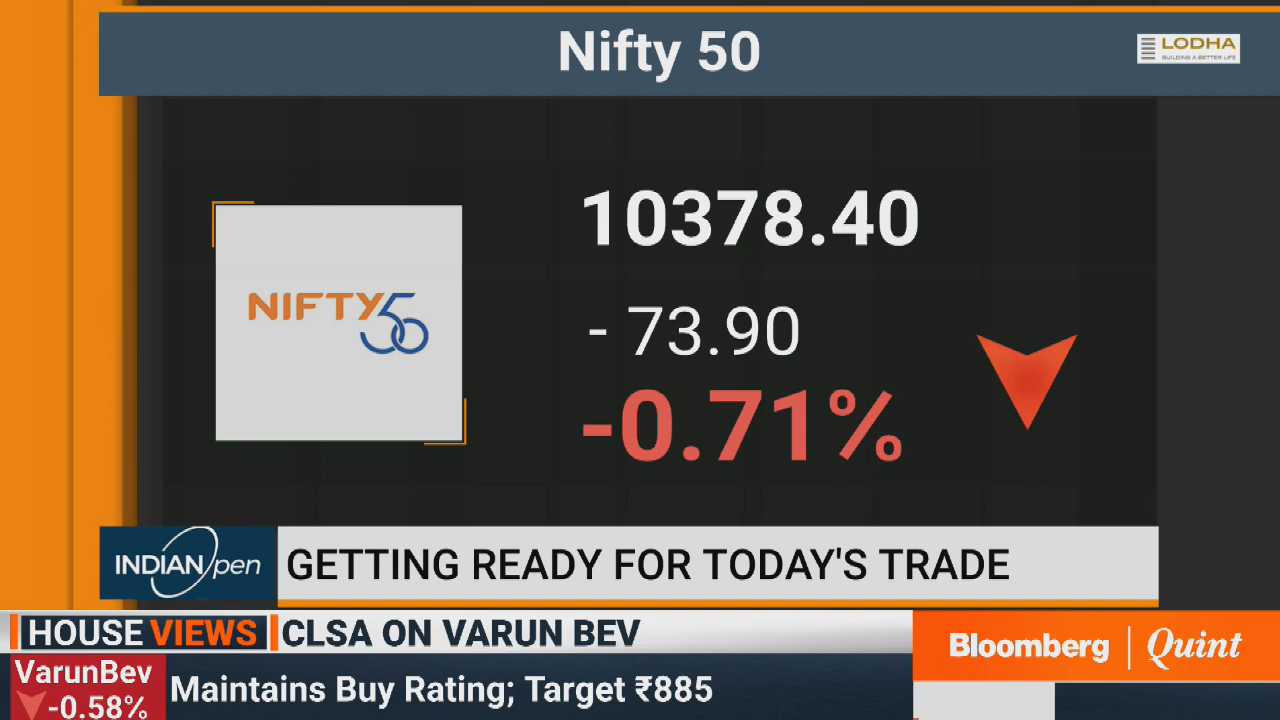 Nifty 50
LODHA
BUILDING A BETTER LIFE
10378.40
- 73.90
-0.71%
NIFTY50
INDIAN Open
GETTING READY FOR TODAY'S TRADE
HOUSE VIEWS
CLSA ON VARUN BEV
Bloomberg | Quint
VarunBev
-0.58%
Maintains Buy Rating; Target ₹885